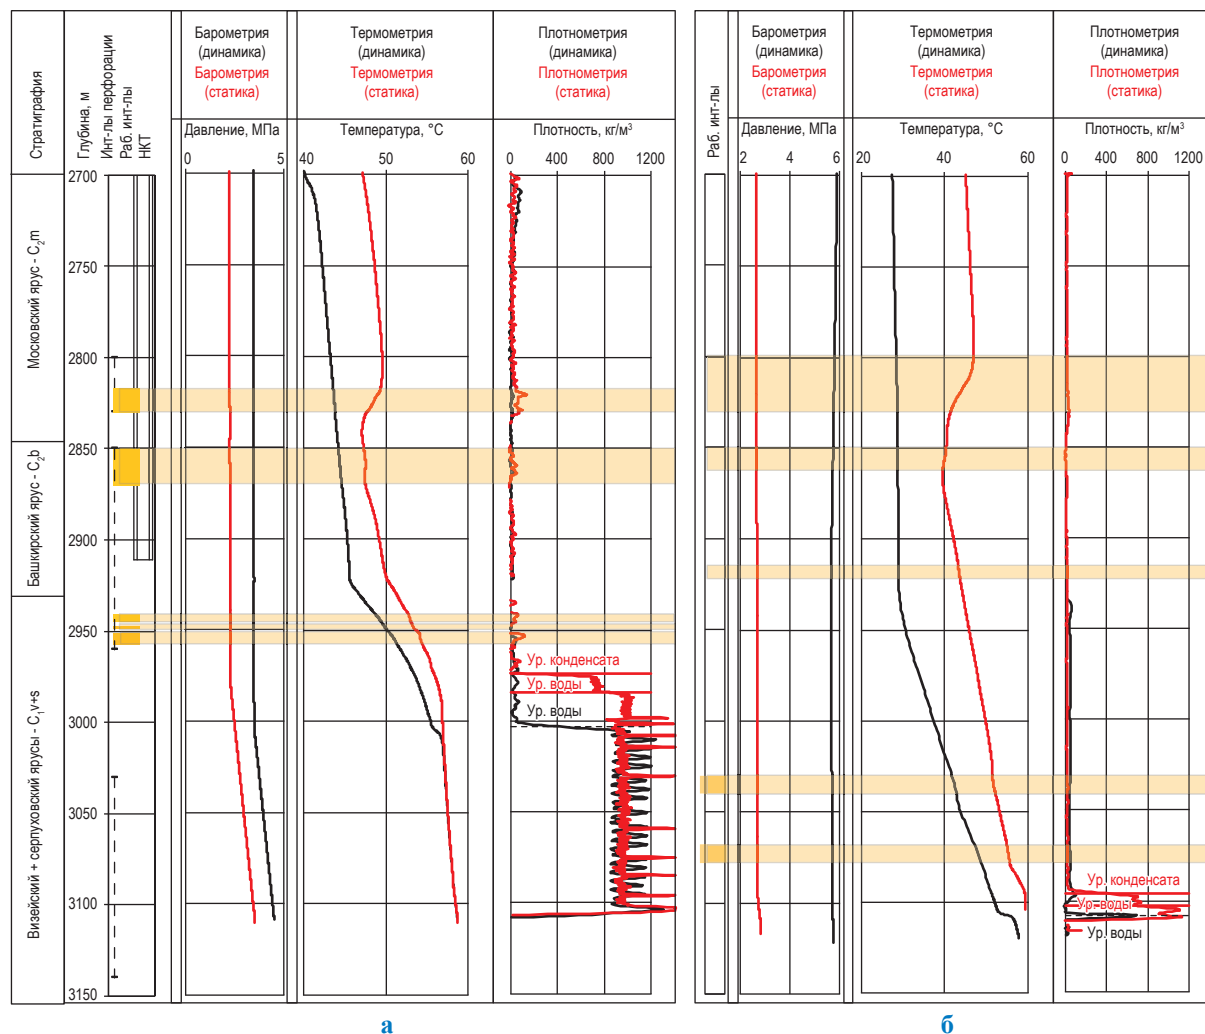 Стратиграфия
Глубина, м
Инт-лы перфорации
Раб. инт-лы
НКТ
Барометрия
(динамика)
Барометрия
(статика)
Давление, МПа
0 5
Термометрия
(динамика)
Термометрия
(статика)
Температура, °С
40 50 60
Плотнометрия
(динамика)
Плотнометрия
(статика)
Плотность, кг/м³
0 800 1200
Московский ярус - C₂m
Башкирский ярус - C₂b
Визейский + серпуховский ярусы - C₁v+s
2700
2750
2800
2850
2900
2950
3000
3050
3100
3150
Ур. конденсата
Ур. воды
Ур. воды
а
Раб. инт-лы
Барометрия
(динамика)
Барометрия
(статика)
Давление, МПа
2 4 6
Термометрия
(динамика)
Термометрия
(статика)
Температура, °С
20 40 60
Плотнометрия
(динамика)
Плотнометрия
(статика)
Плотность, кг/м³
0 400 800 1200
Ур. конденсата
Ур. воды
Ур. воды
б